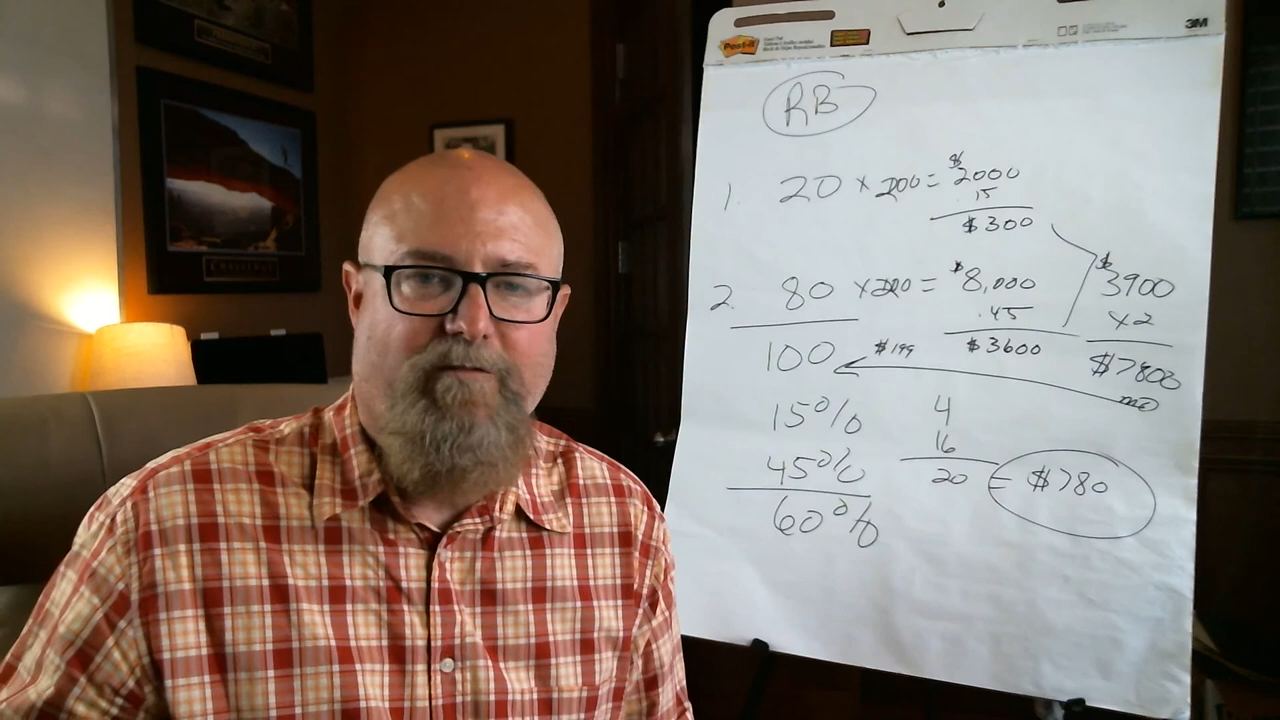 Post-it
3M
RB
1. 20 x 200 = $2000
.15
$300
2. 80 x 200 = $8,000
.45
$3600
100
$199
$3900
x2
$7800
mo
15%
45%
60%
4
16
20 = $780
CHALLENGE